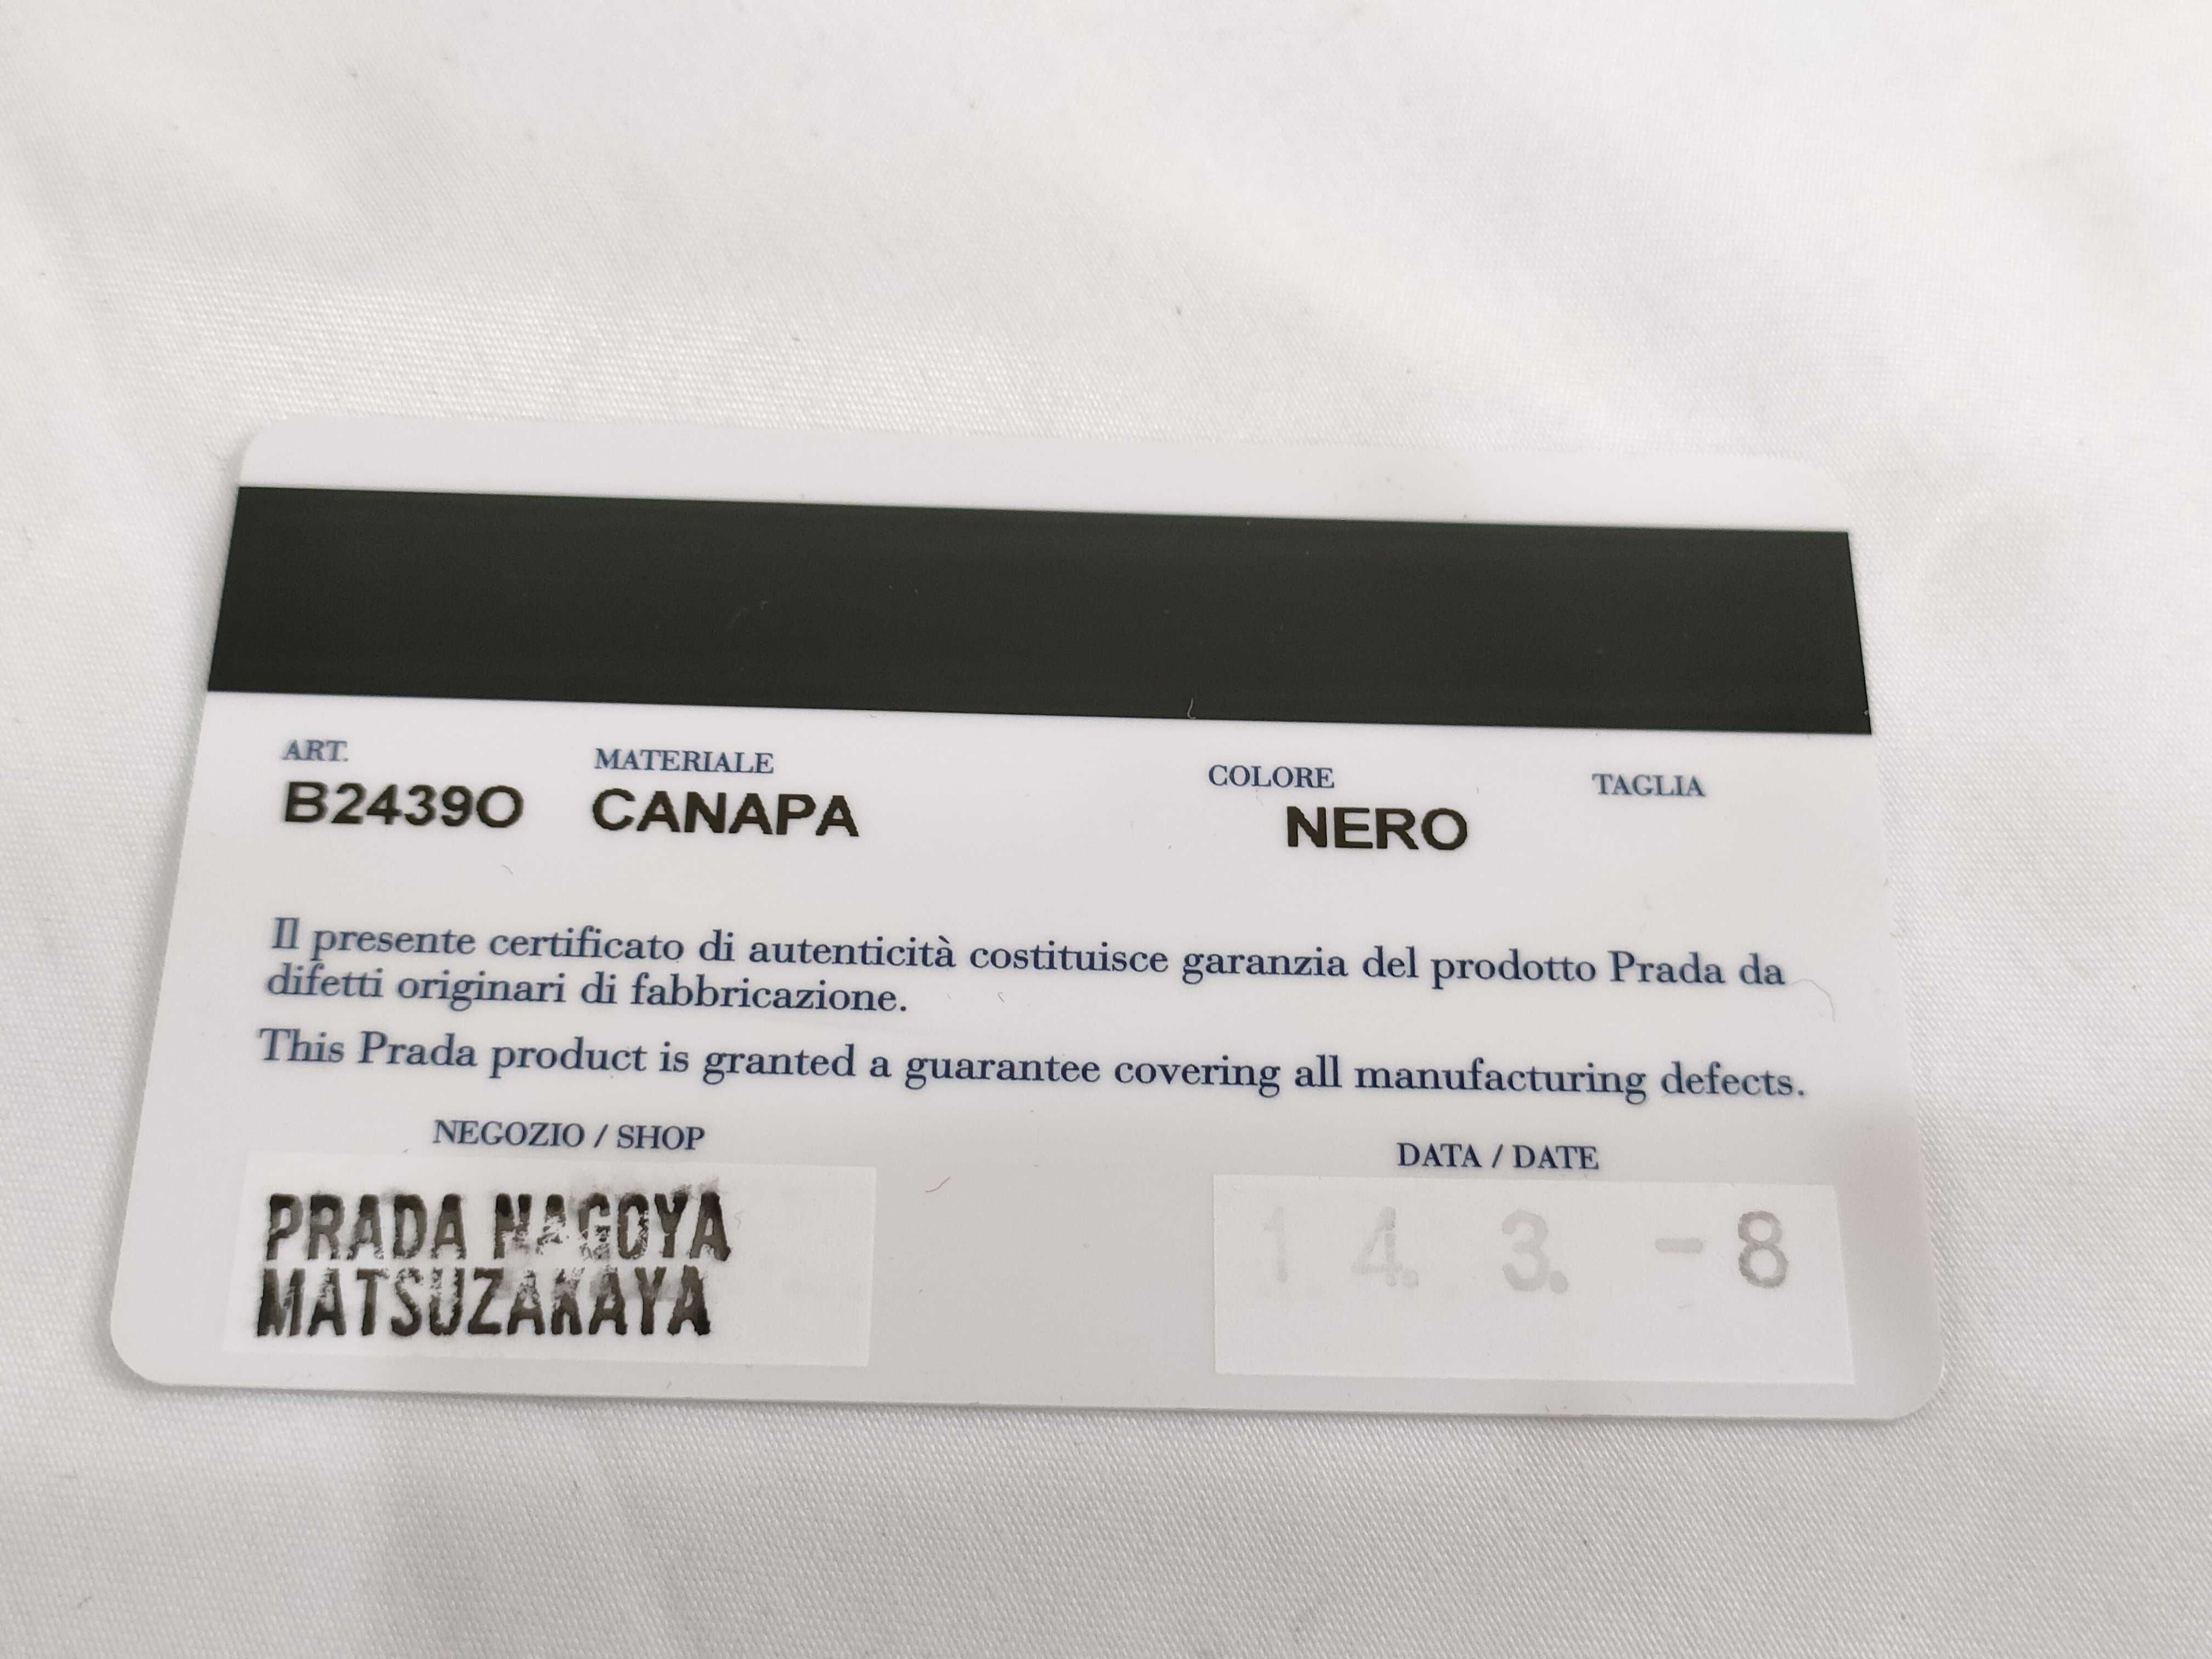 ART. MATERIALE COLORE TAGLIA
B2439O CANAPA NERO
Il presente certificato di autenticità costituisce garanzia del prodotto Prada da
difetti originari di fabbricazione.
This Prada product is granted a guarantee covering all manufacturing defects.
NEGOZIO / SHOP DATA / DATE
PRADA NAGOYA
MATSUZAKAYA
14. 3. -8